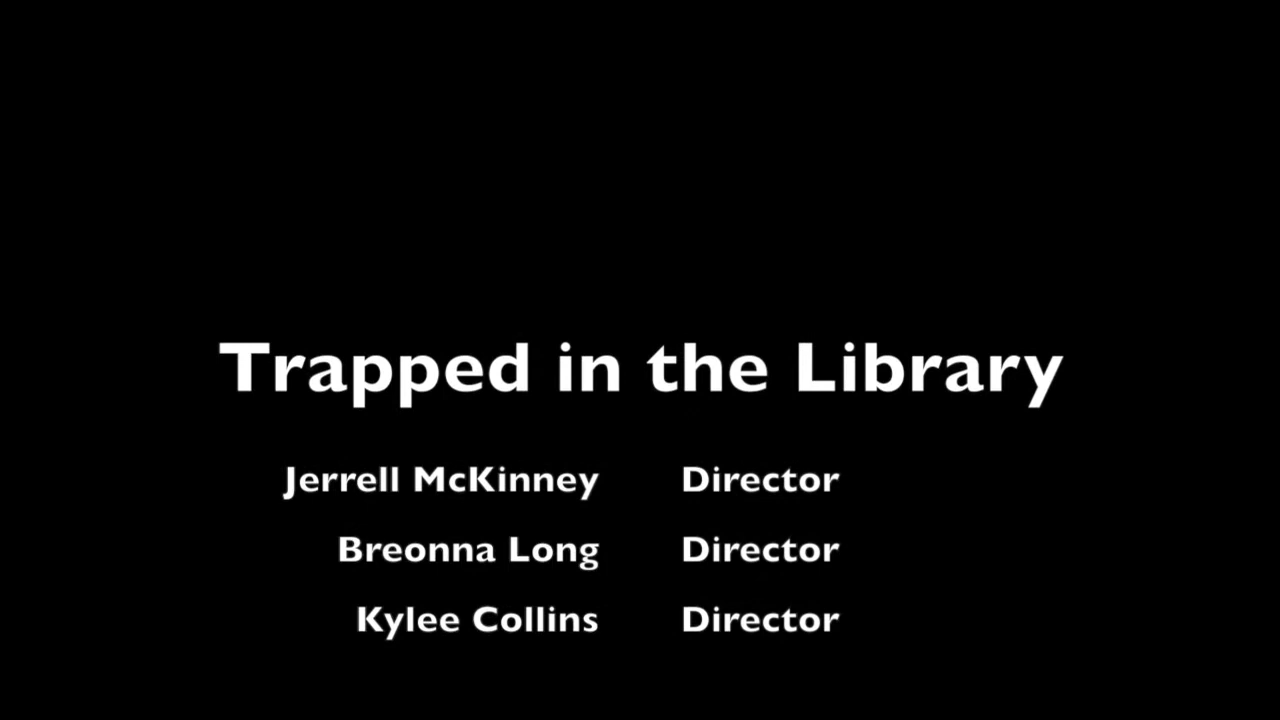 Trapped in the Library
Jerrell McKinney Director
Breonna Long Director
Kylee Collins Director